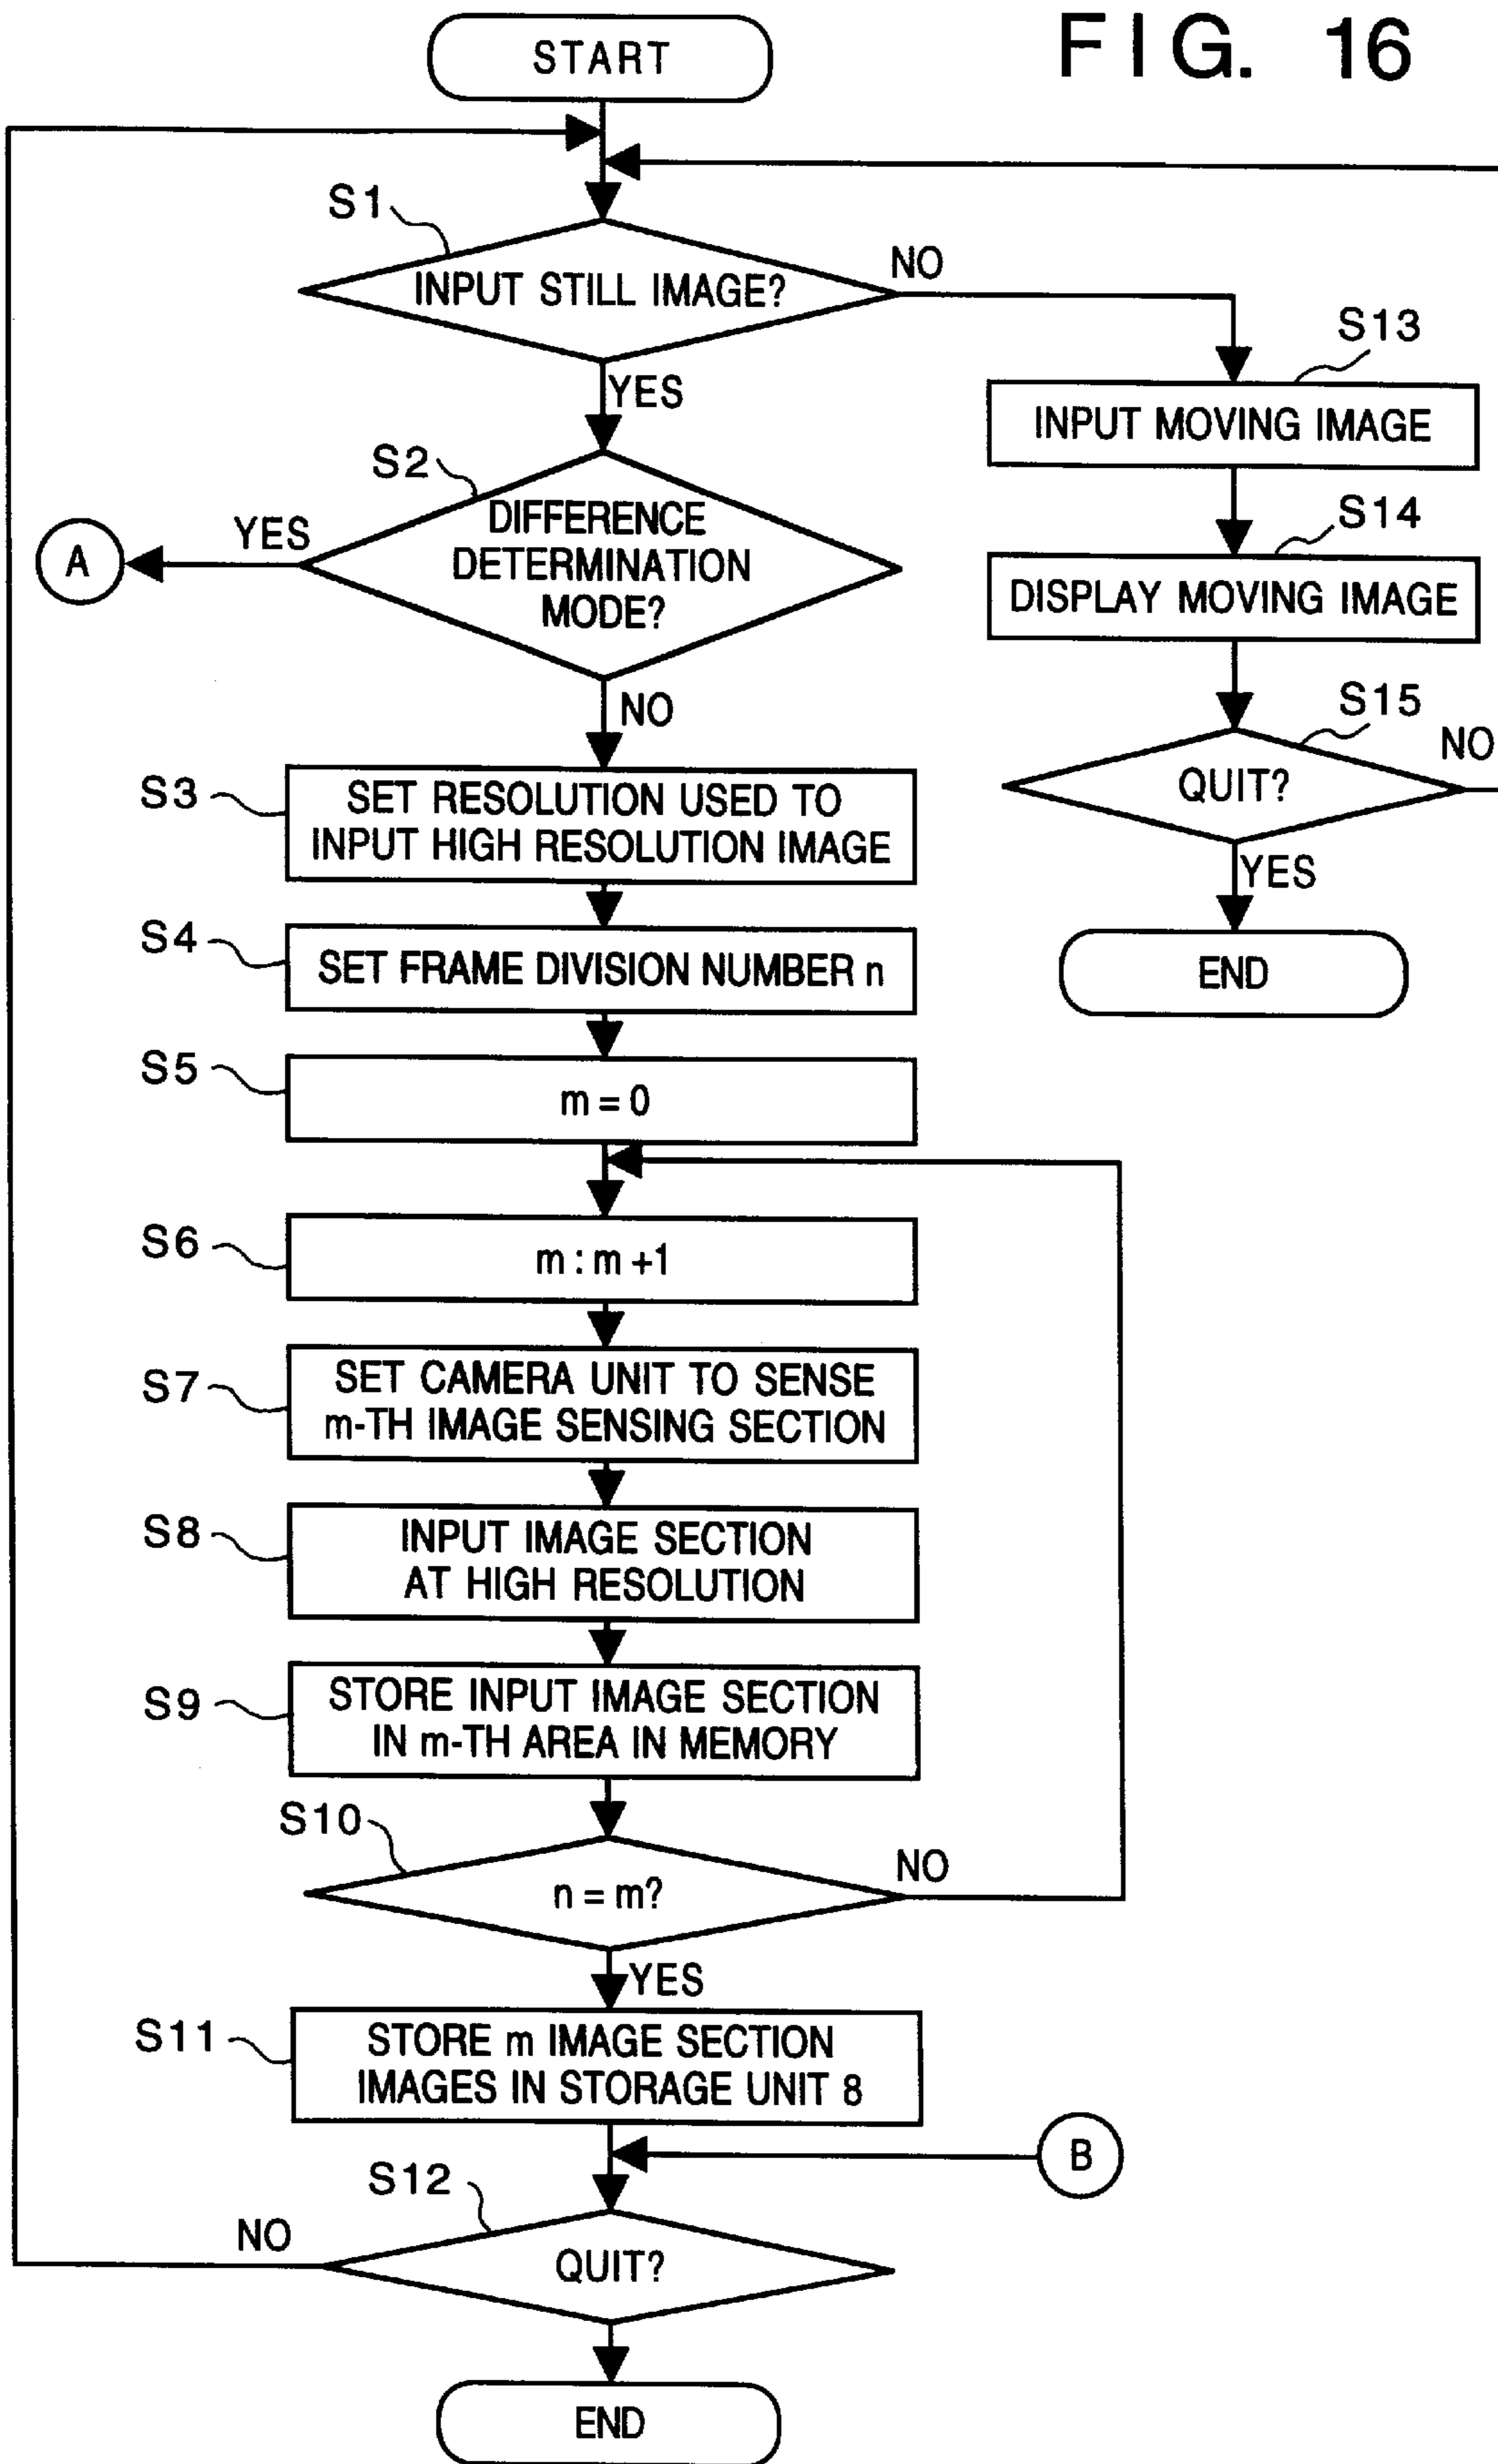 FIG. 16
START
S1
INPUT STILL IMAGE?
NO
YES
S2
DIFFERENCE
DETERMINATION
MODE?
YES
A
NO
S3
SET RESOLUTION USED TO
INPUT HIGH RESOLUTION IMAGE
S4
SET FRAME DIVISION NUMBER n
S5
m = 0
S6
m : m +1
S7
SET CAMERA UNIT TO SENSE
m-TH IMAGE SENSING SECTION
S8
INPUT IMAGE SECTION
AT HIGH RESOLUTION
S9
STORE INPUT IMAGE SECTION
IN m-TH AREA IN MEMORY
S10
n = m?
NO
YES
S11
STORE m IMAGE SECTION
IMAGES IN STORAGE UNIT 8
B
S12
QUIT?
NO
END
S13
INPUT MOVING IMAGE
S14
DISPLAY MOVING IMAGE
S15
QUIT?
NO
YES
END